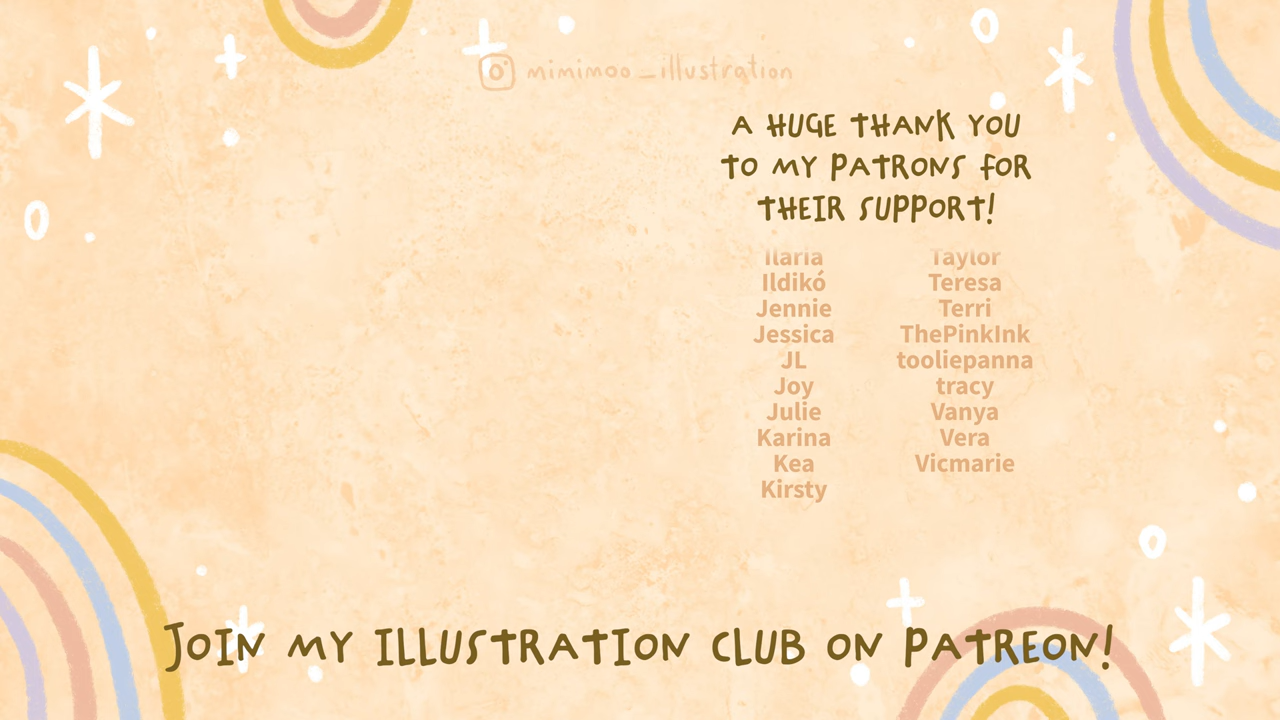 mimimoo_illustration
A HUGE THANK YOU
TO MY PATRONS FOR
THEIR SUPPORT!
Ilaria
Ildikó
Jennie
Jessica
JL
Joy
Julie
Karina
Kea
Kirsty
Taylor
Teresa
Terri
ThePinkInk
tooliepanna
tracy
Vanya
Vera
Vicmarie
JOIN MY ILLUSTRATION CLUB ON PATREON!